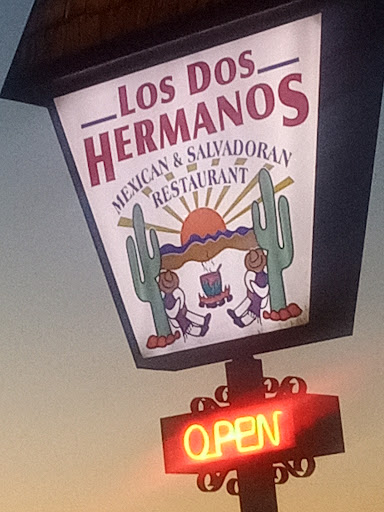 LOS DOS
HERMANOS
MEXICAN & SALVADORAN
RESTAURANT
OPEN